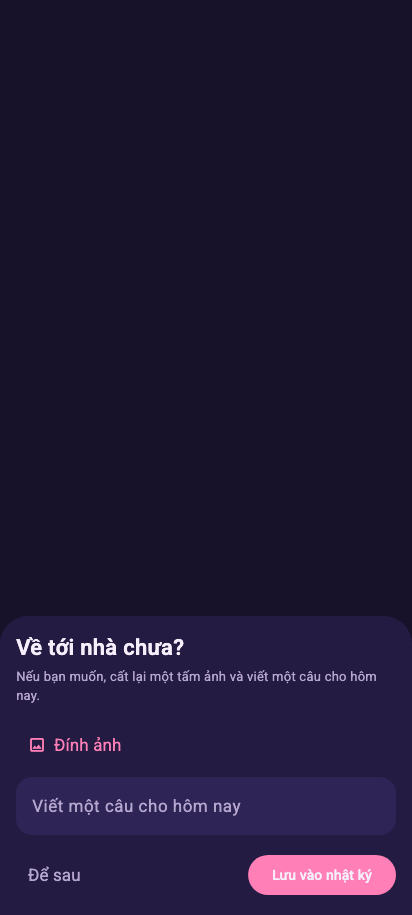 Về tới nhà chưa?
Nếu bạn muốn, cất lại một tấm ảnh và viết một câu cho hôm
nay.
Đính ảnh
Viết một câu cho hôm nay
Để sau
Lưu vào nhật ký